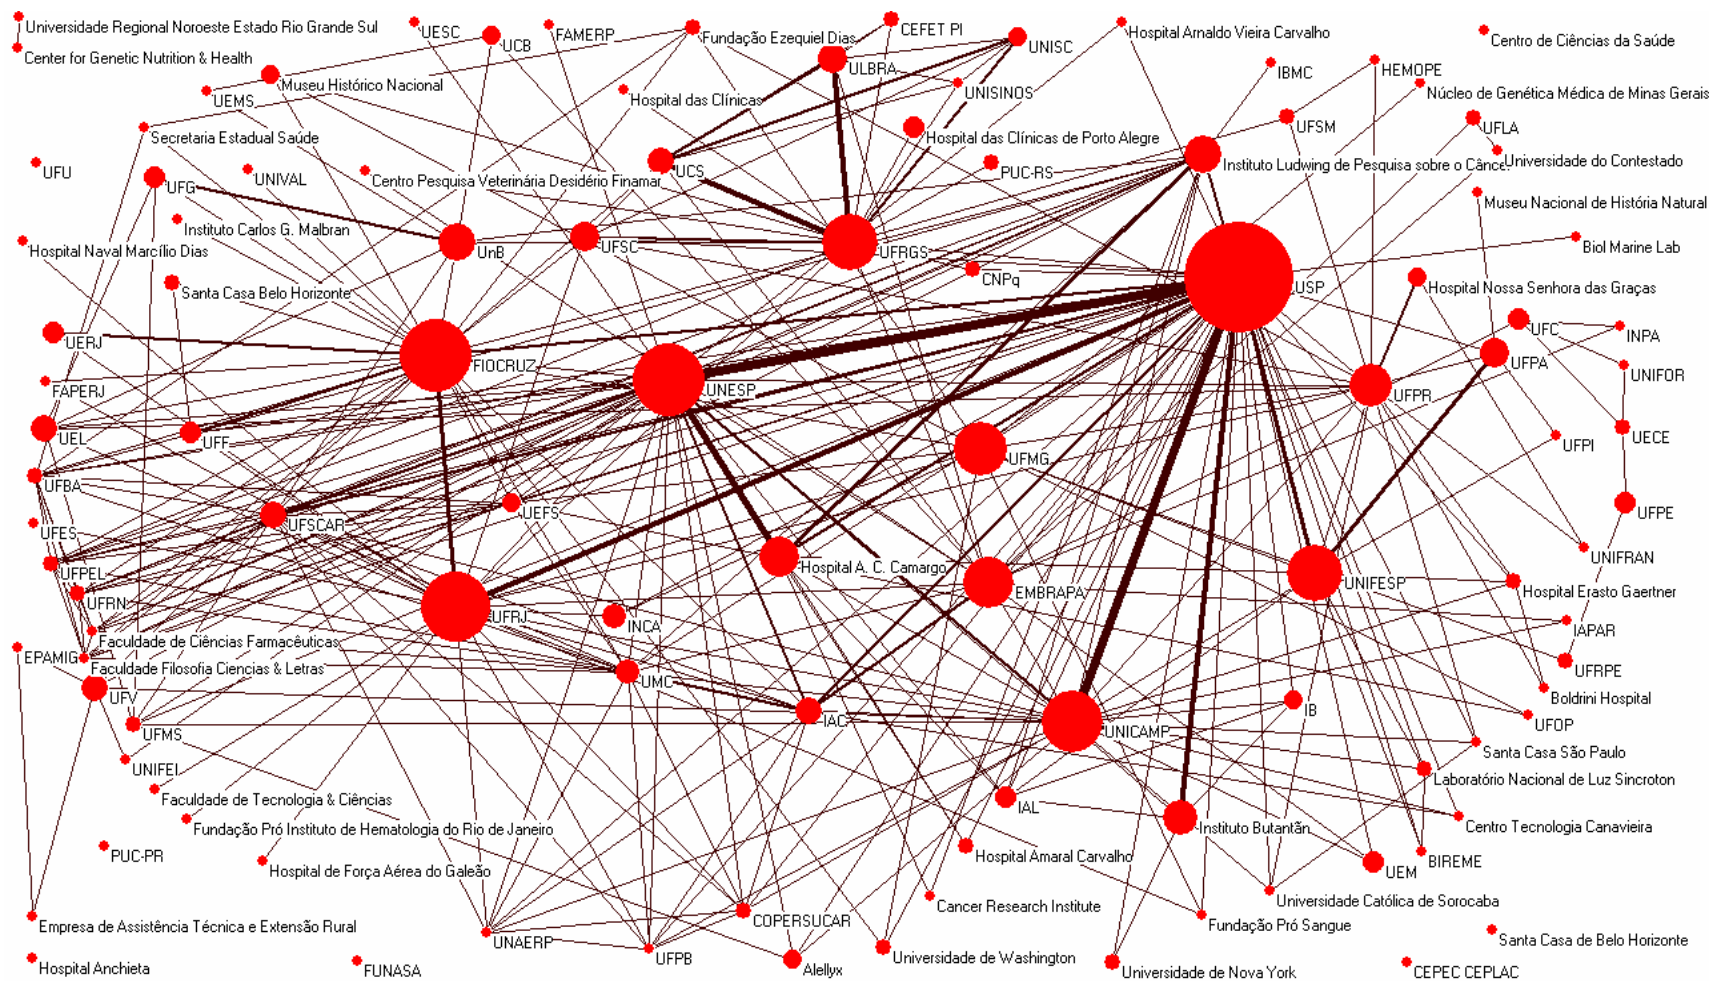 Universidade Regional Noroeste Estado Rio Grande Sul
Center for Genetic Nutrition & Health
UESC
UCB
FAMERP
Fundação Ezequiel Dias
CEFET PI
UNISC
Hospital Arnaldo Vieira Carvalho
Centro de Ciências da Saúde
ULBRA
IBMC
HEMOPE
Museu Histórico Nacional
UEMS
Hospital das Clínicas
UNISINOS
Núcleo de Genética Médica de Minas Gerais
Secretaria Estadual Saúde
Hospital das Clínicas de Porto Alegre
UFSM
UFLA
UFU
UFG
UNIVAL
Centro Pesquisa Veterinária Desidério Finamar
UCS
PUC-RS
Instituto Ludwing de Pesquisa sobre o Cânce
Universidade do Contestado
Museu Nacional de História Natural
Instituto Carlos G. Malbran
Hospital Naval Marcílio Dias
UnB
UFSC
UFRGS
Biol Marine Lab
CNPq
USP
Hospital Nossa Senhora das Graças
Santa Casa Belo Horizonte
UERJ
UFC
INPA
FIOCRUZ
UNESP
UFPA
UNIFOR
FAPERJ
UFPR
UEL
UFF
UFMG
UECE
UFPI
UFBA
UEFS
UFPE
UFES
UFSCAR
UFPEL
Hospital A. C. Camargo
EMBRAPA
UNIFESP
UNIFRAN
Hospital Erasto Gaertner
UFRN
UFRJ
INCA
IAPAR
Faculdade de Ciências Farmacêuticas
EPAMIG
Faculdade Filosofia Ciencias & Letras
UFRPE
UFV
UMC
Boldrini Hospital
UFMS
IAC
UNICAMP
IB
UFOP
UNIFEI
Santa Casa São Paulo
Laboratório Nacional de Luz Sincroton
Faculdade de Tecnologia & Ciências
IAL
Fundação Pró Instituto de Hematologia do Rio de Janeiro
Instituto Butantãn
Centro Tecnologia Canavieira
PUC-PR
Hospital Amaral Carvalho
BIREME
Hospital de Força Aérea do Galeão
UEM
Cancer Research Institute
Universidade Católica de Sorocaba
Empresa de Assistência Técnica e Extensão Rural
COPERSUCAR
Fundação Pró Sangue
UNAERP
Santa Casa de Belo Horizonte
UFPB
Hospital Anchieta
FUNASA
Alellyx
Universidade de Washington
Universidade de Nova York
CEPEC CEPLAC